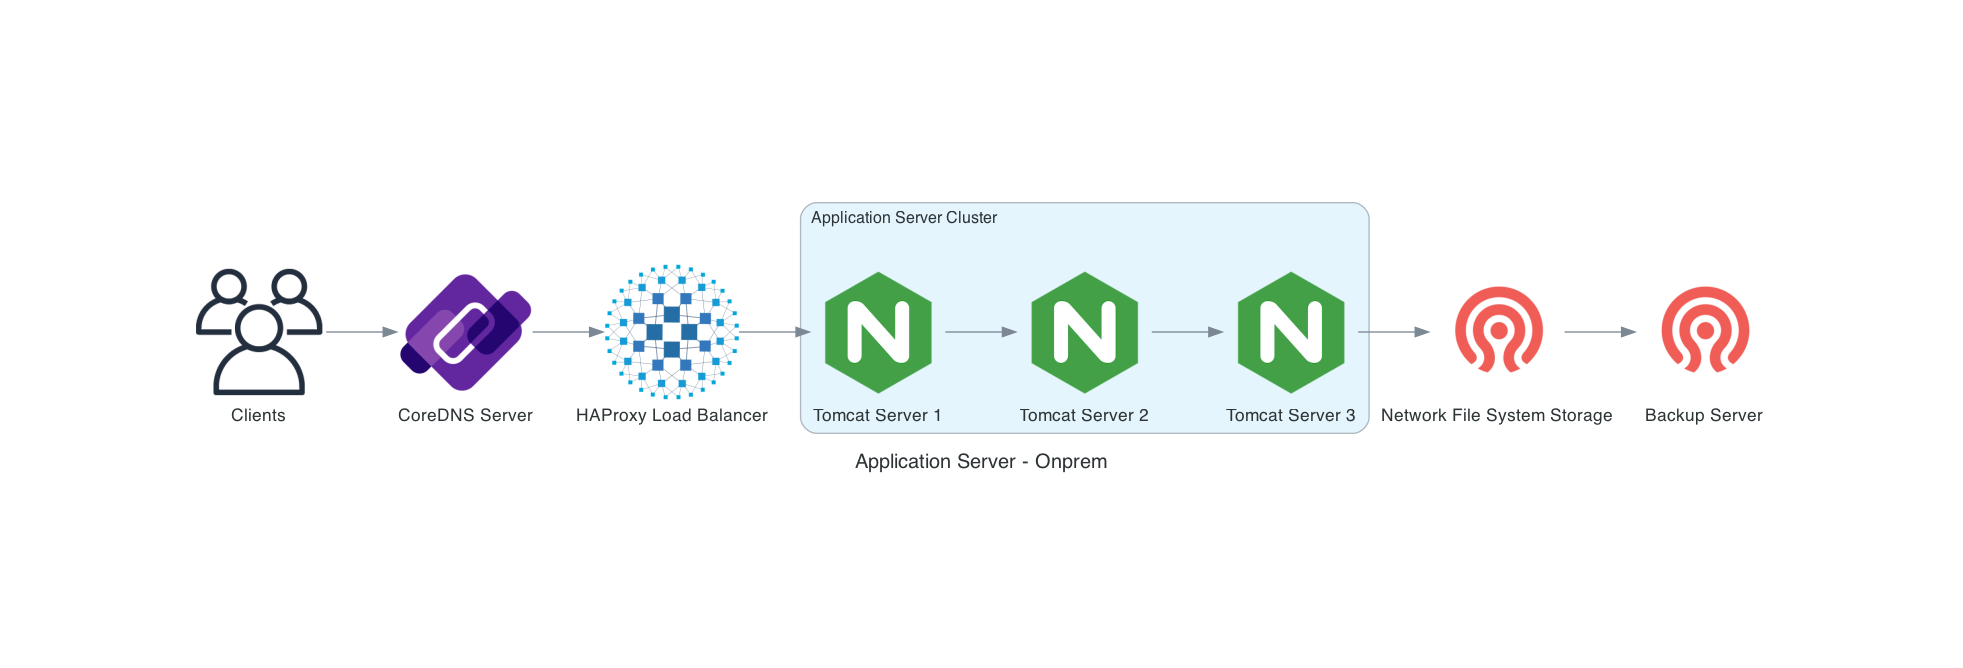 Application Server Cluster
Clients
CoreDNS Server
HAProxy Load Balancer
Tomcat Server 1
Tomcat Server 2
Tomcat Server 3
Network File System Storage
Backup Server
Application Server - Onprem